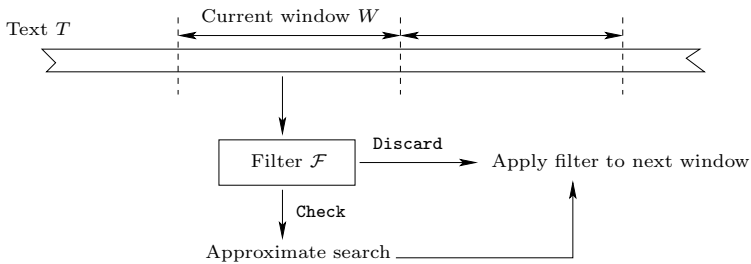 Current window W
Text T
Filter ℱ
Discard
Apply filter to next window
Check
Approximate search